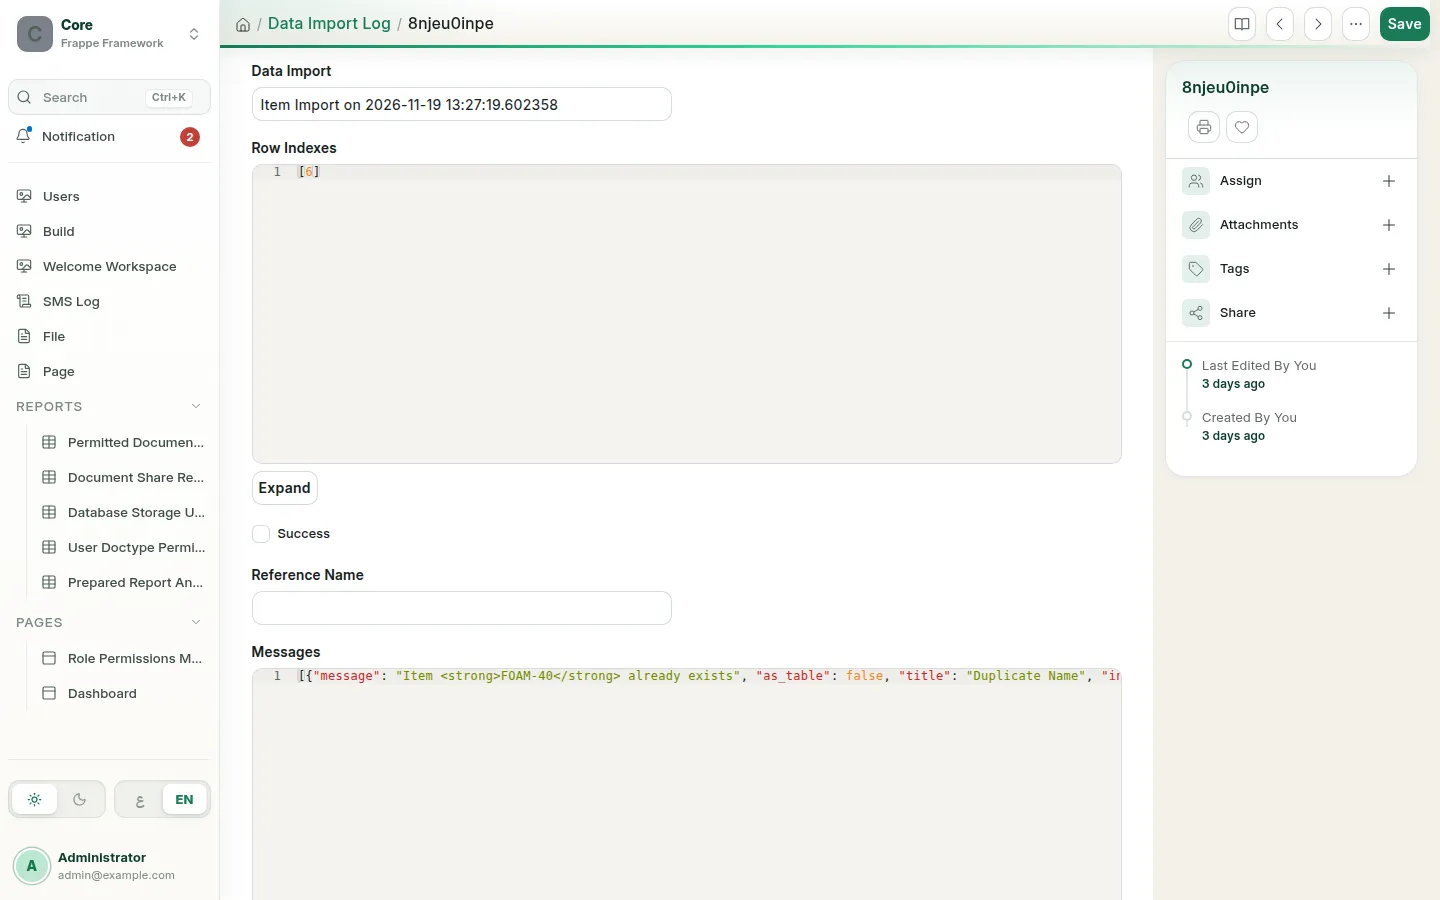 C
Core
Frappe Framework
Search
Ctrl+K
Notification
2
Users
Build
Welcome Workspace
SMS Log
File
Page
REPORTS
Permitted Documen...
Document Share Re...
Database Storage U...
User Doctype Permi...
Prepared Report An...
PAGES
Role Permissions M...
Dashboard
ع
EN
A
Administrator
admin@example.com
/ Data Import Log / 8njeu0inpe
Save
Data Import
Item Import on 2026-11-19 13:27:19.602358
Row Indexes
1 [6]
Expand
Success
Reference Name
Messages
1 [{"message": "Item <strong>FOAM-40</strong> already exists", "as_table": false, "title": "Duplicate Name", "in
8njeu0inpe
Assign
Attachments
Tags
Share
Last Edited By You
3 days ago
Created By You
3 days ago